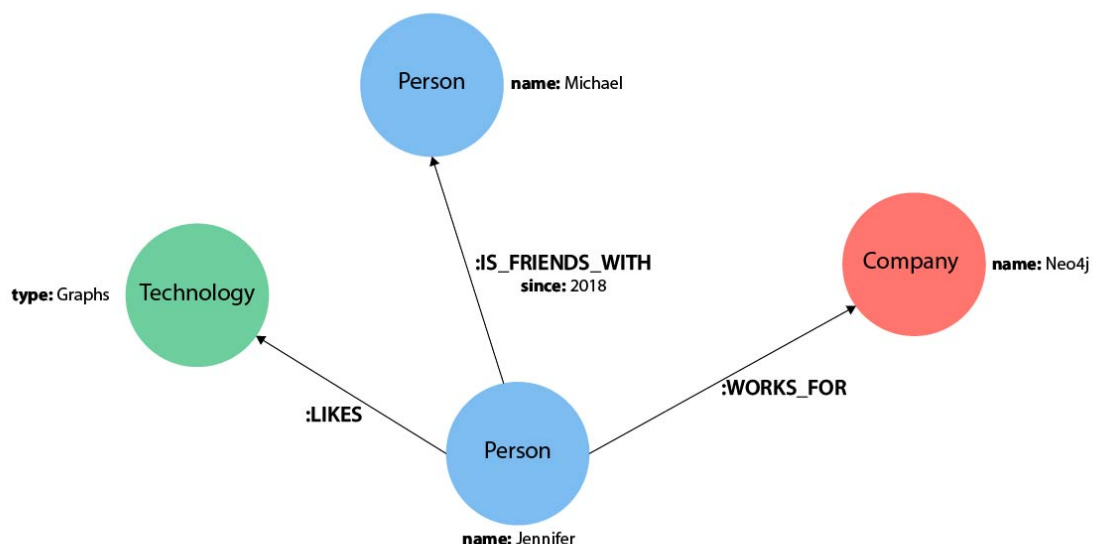 Person
name: Michael
:IS_FRIENDS_WITH
since: 2018
Company
name: Neo4j
type: Graphs
Technology
:WORKS_FOR
:LIKES
Person
name: Jennifer